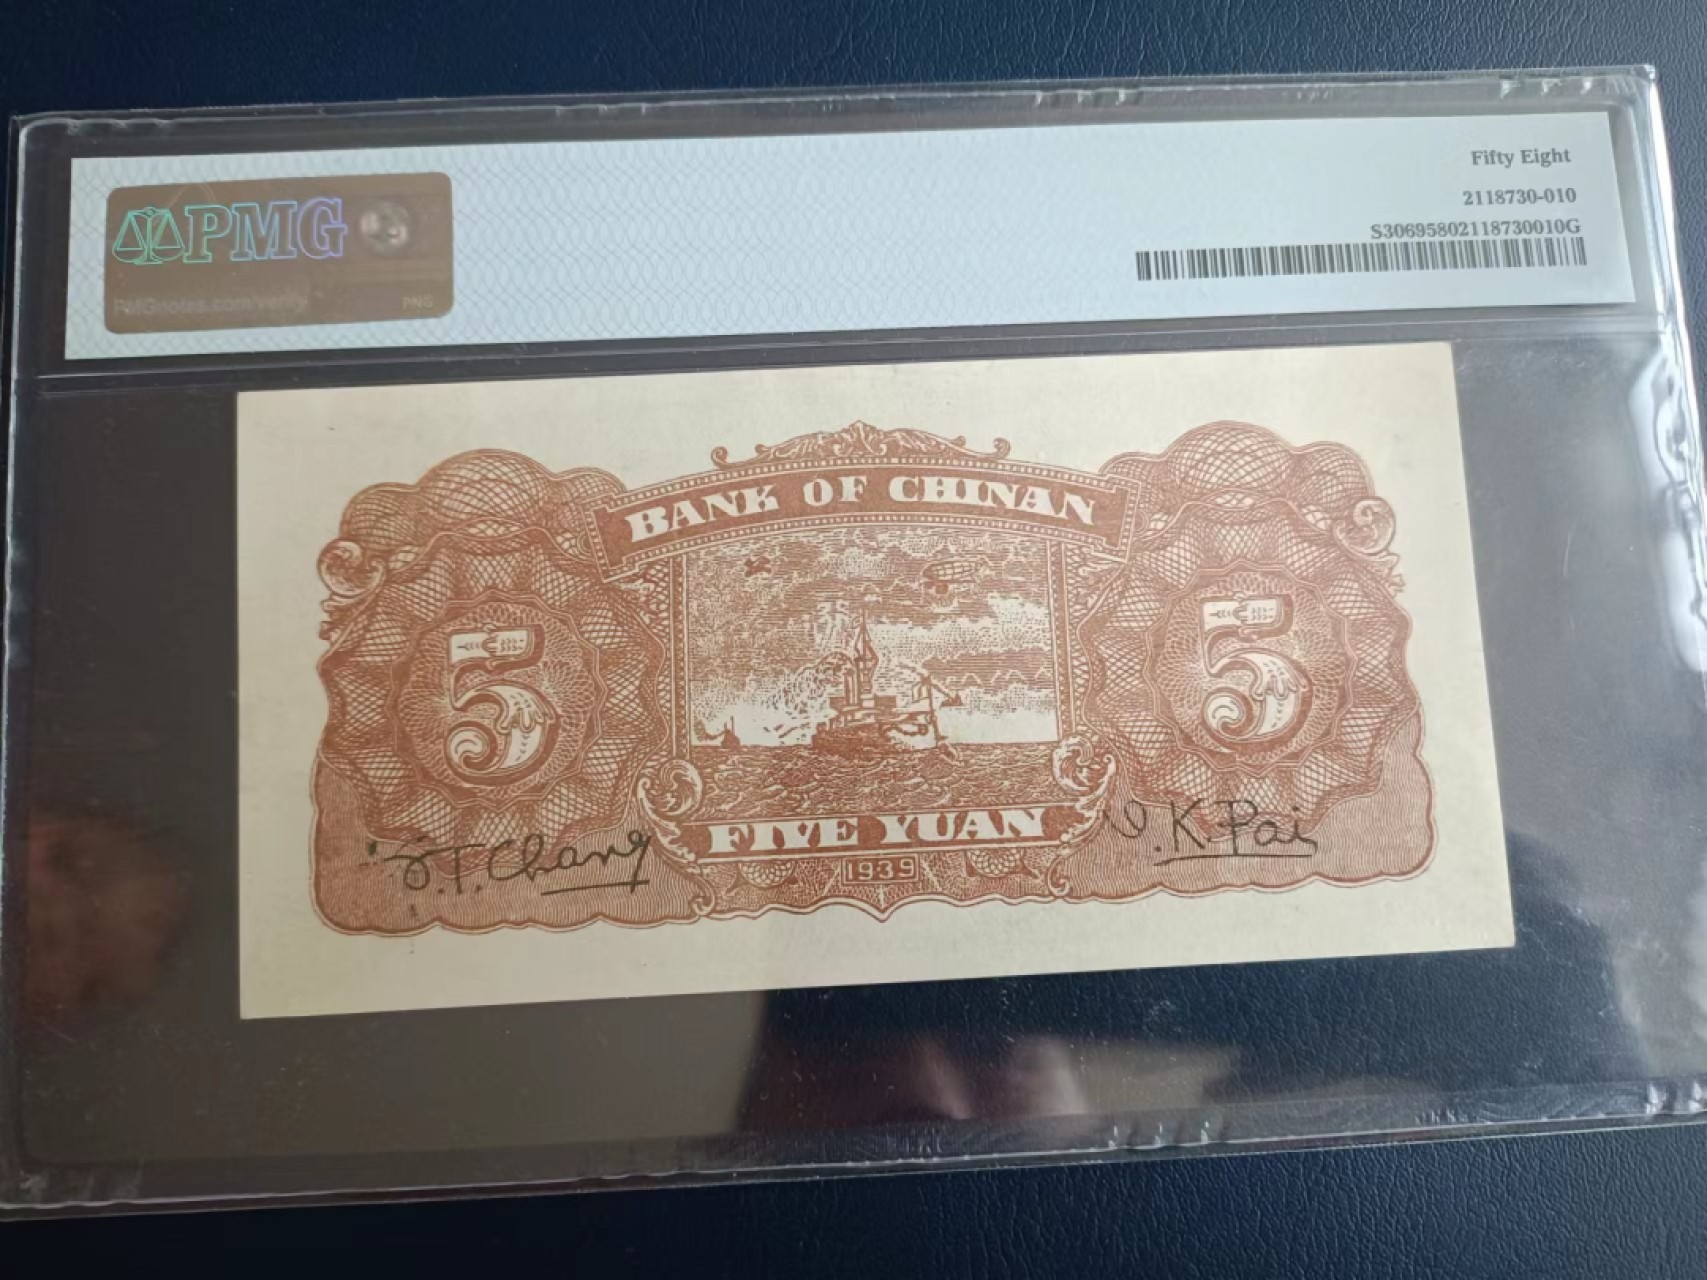 Fifty Eight
2118730-010
S30695802118730010G
PMG
PMGnotes.com/verify
PNG
BANK OF CHINAN
5
5
FIVE YUAN
S.T. Chang
K. Pai
1939